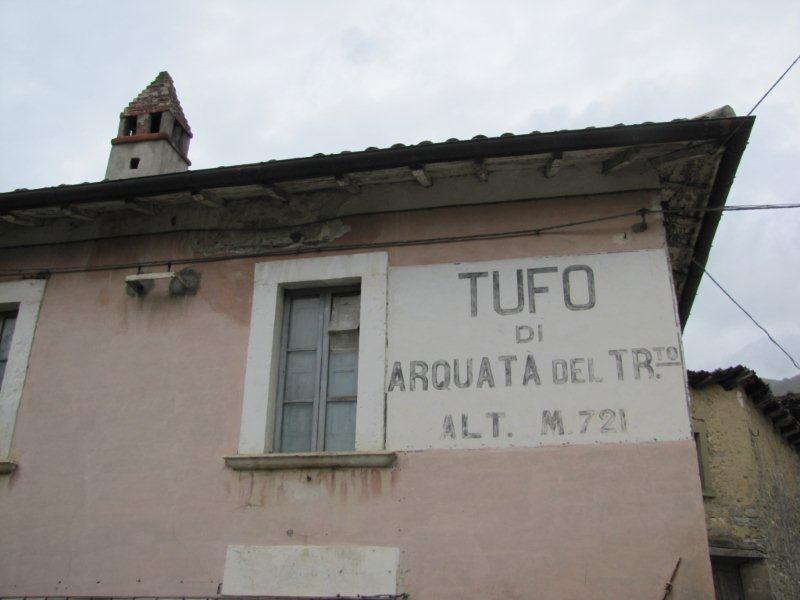 TUFO
DI
ARQUATA DEL TR.TO
ALT. M.721